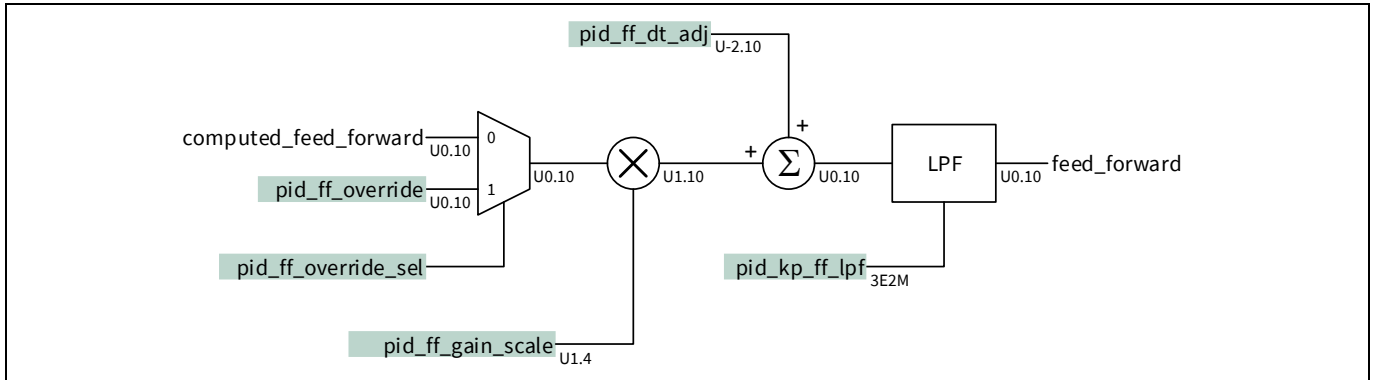 pid_ff_dt_adj
U-2.10
computed_feed_forward
U0.10
0
pid_ff_override
U0.10
1
U0.10
U1.10
+
+
Σ
U0.10
LPF
U0.10
feed_forward
pid_ff_override_sel
pid_kp_ff_lpf
3E2M
pid_ff_gain_scale
U1.4